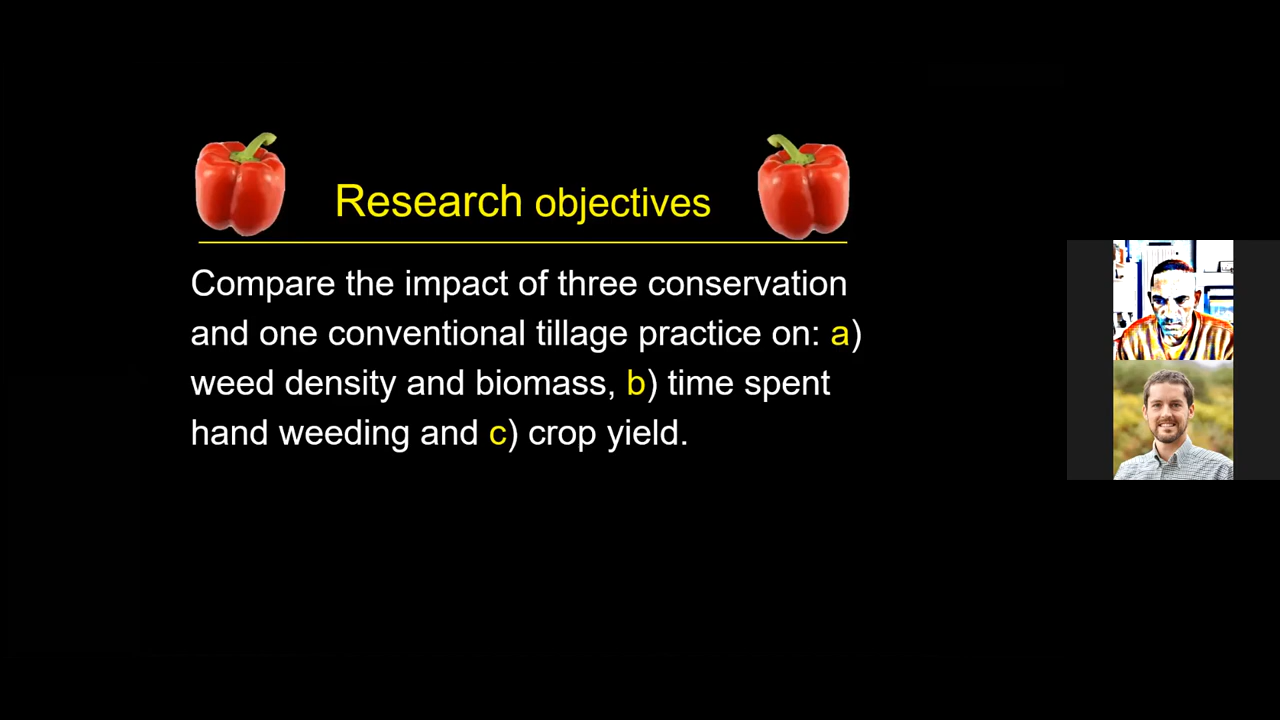 Research objectives
Compare the impact of three conservation
and one conventional tillage practice on: a)
weed density and biomass, b) time spent
hand weeding and c) crop yield.